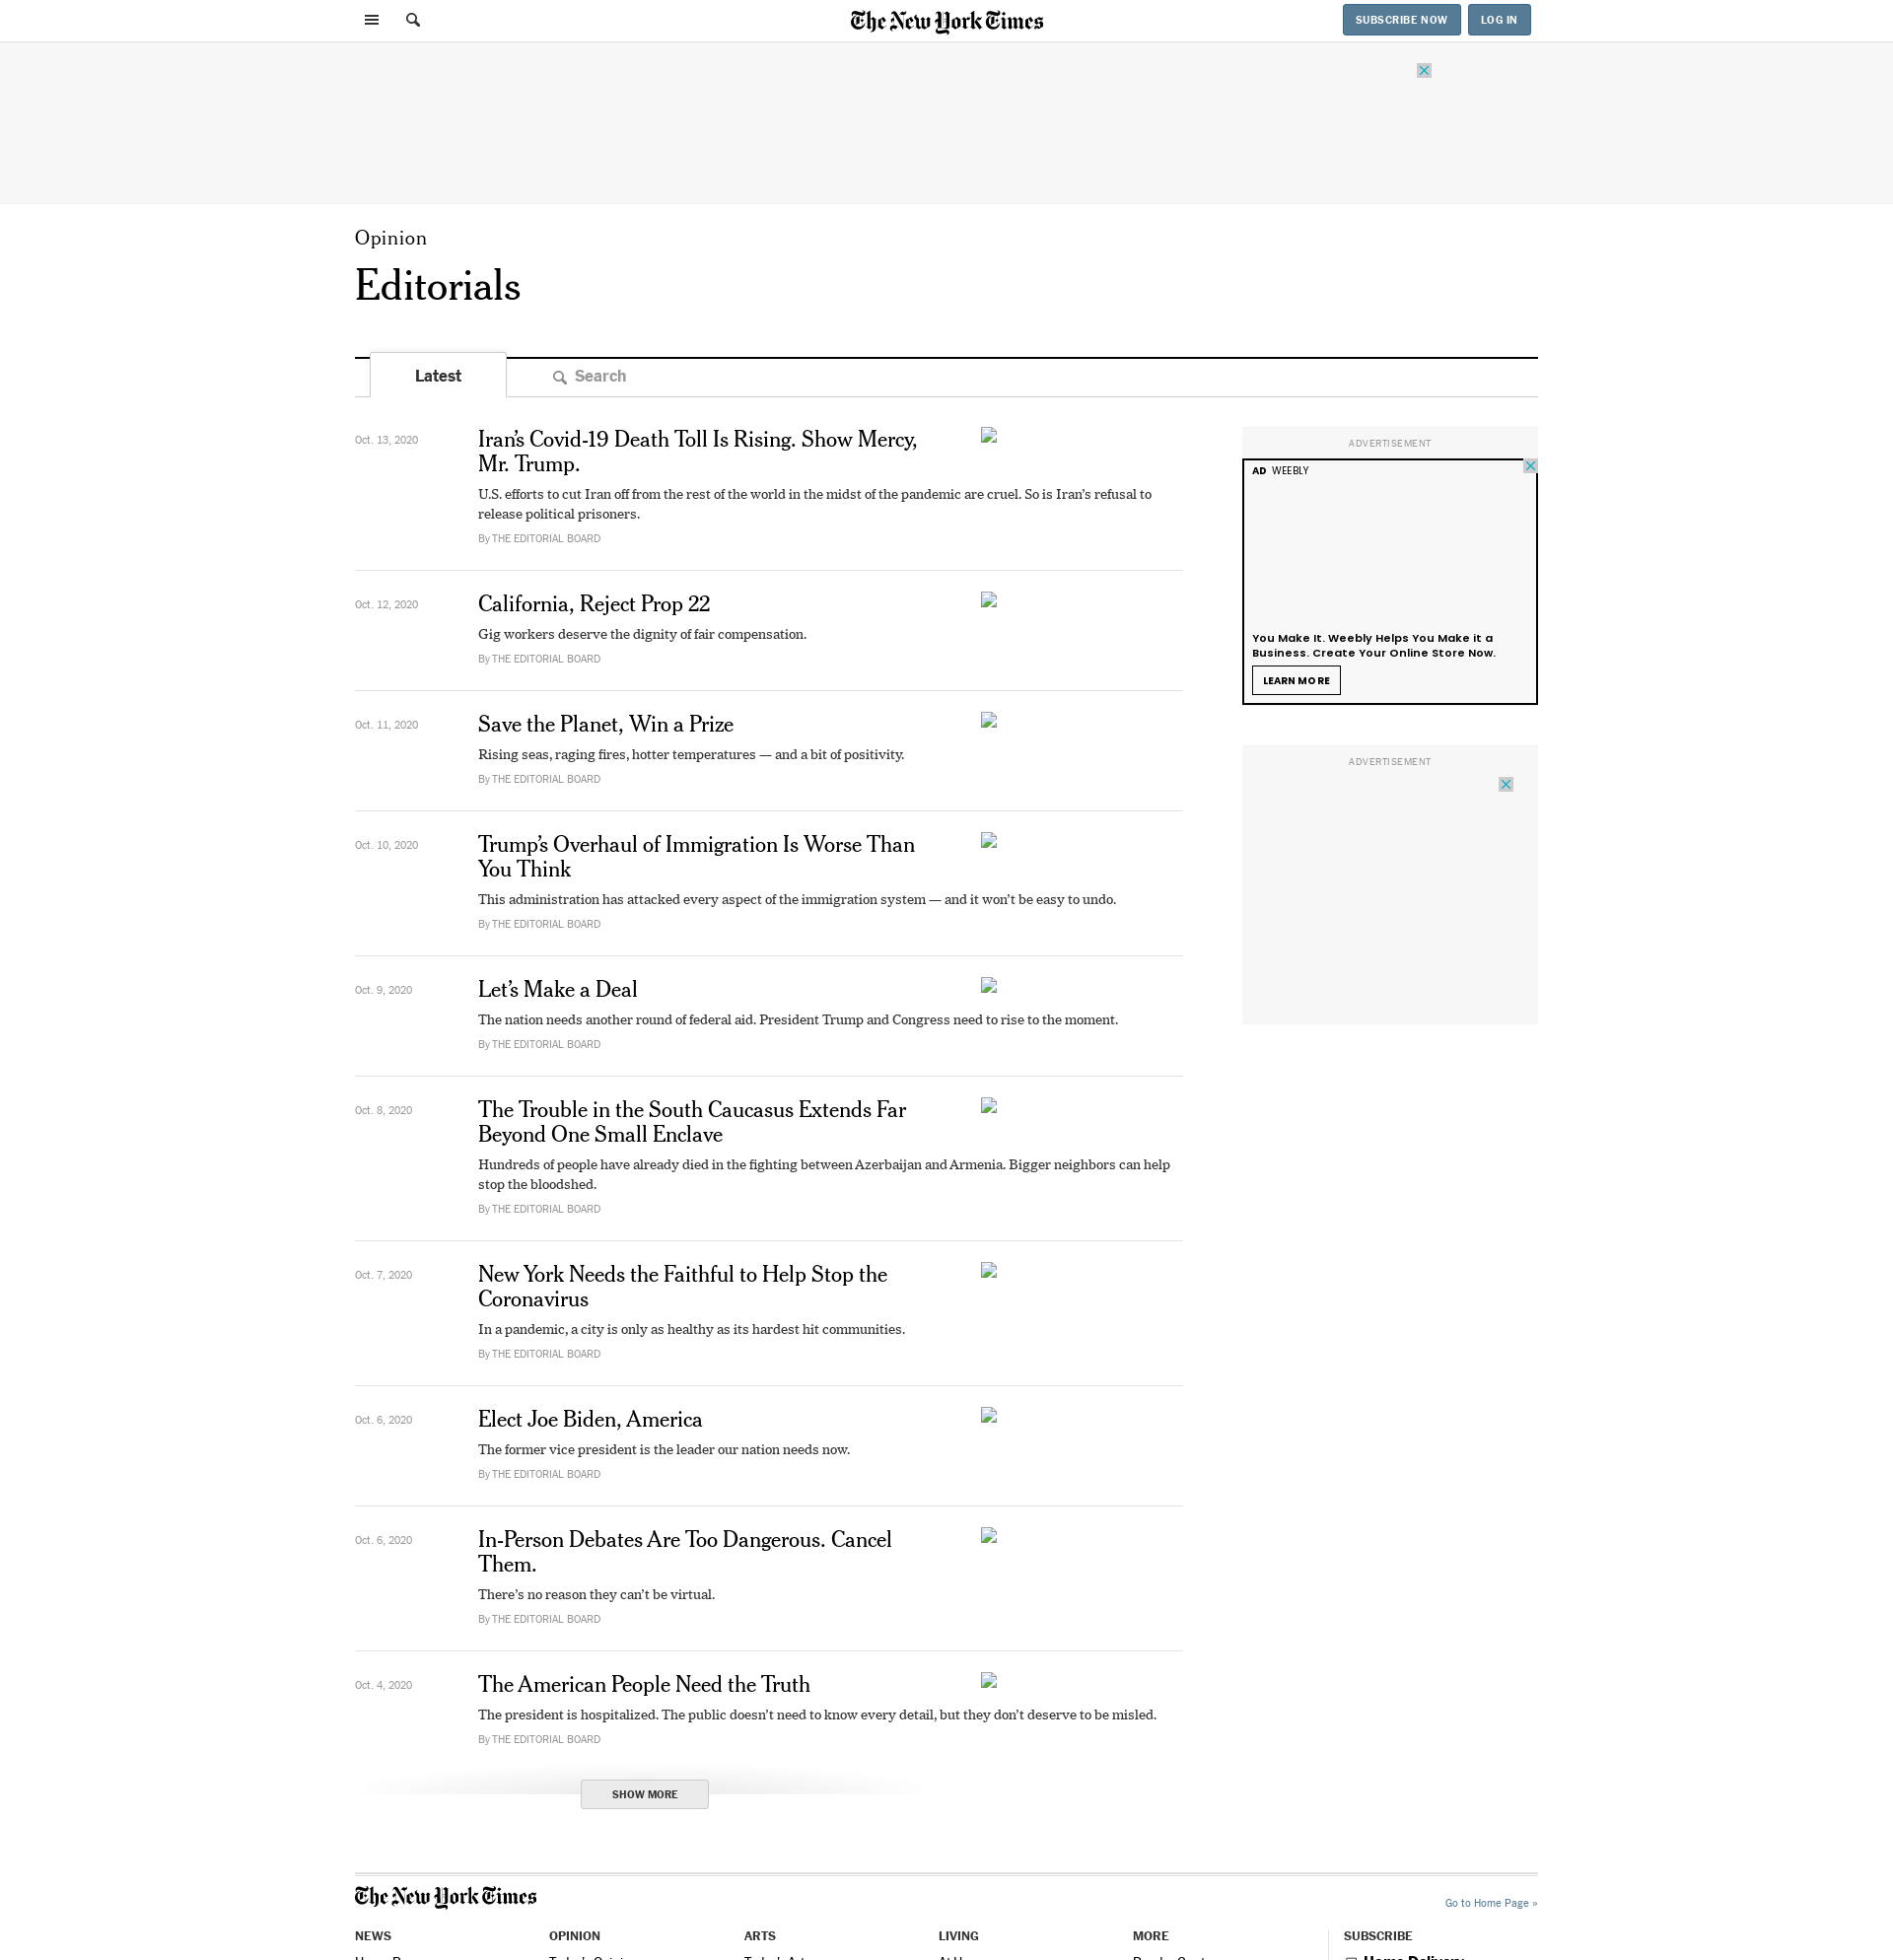 The New York Times
SUBSCRIBE NOW
LOG IN
Opinion
Editorials
Latest
Search
Oct. 13, 2020
Iran’s Covid-19 Death Toll Is Rising. Show Mercy,
Mr. Trump.
U.S. efforts to cut Iran off from the rest of the world in the midst of the pandemic are cruel. So is Iran’s refusal to
release political prisoners.
By THE EDITORIAL BOARD
Oct. 12, 2020
California, Reject Prop 22
Gig workers deserve the dignity of fair compensation.
By THE EDITORIAL BOARD
Oct. 11, 2020
Save the Planet, Win a Prize
Rising seas, raging fires, hotter temperatures — and a bit of positivity.
By THE EDITORIAL BOARD
Oct. 10, 2020
Trump’s Overhaul of Immigration Is Worse Than
You Think
This administration has attacked every aspect of the immigration system — and it won’t be easy to undo.
By THE EDITORIAL BOARD
Oct. 9, 2020
Let’s Make a Deal
The nation needs another round of federal aid. President Trump and Congress need to rise to the moment.
By THE EDITORIAL BOARD
Oct. 8, 2020
The Trouble in the South Caucasus Extends Far
Beyond One Small Enclave
Hundreds of people have already died in the fighting between Azerbaijan and Armenia. Bigger neighbors can help
stop the bloodshed.
By THE EDITORIAL BOARD
Oct. 7, 2020
New York Needs the Faithful to Help Stop the
Coronavirus
In a pandemic, a city is only as healthy as its hardest hit communities.
By THE EDITORIAL BOARD
Oct. 6, 2020
Elect Joe Biden, America
The former vice president is the leader our nation needs now.
By THE EDITORIAL BOARD
Oct. 6, 2020
In-Person Debates Are Too Dangerous. Cancel
Them.
There’s no reason they can’t be virtual.
By THE EDITORIAL BOARD
Oct. 4, 2020
The American People Need the Truth
The president is hospitalized. The public doesn’t need to know every detail, but they don’t deserve to be misled.
By THE EDITORIAL BOARD
SHOW MORE
ADVERTISEMENT
AD WEEBLY
You Make It. Weebly Helps You Make it a
Business. Create Your Online Store Now.
LEARN MORE
ADVERTISEMENT
The New York Times
Go to Home Page »
NEWS
OPINION
ARTS
LIVING
MORE
SUBSCRIBE
Home Delivery